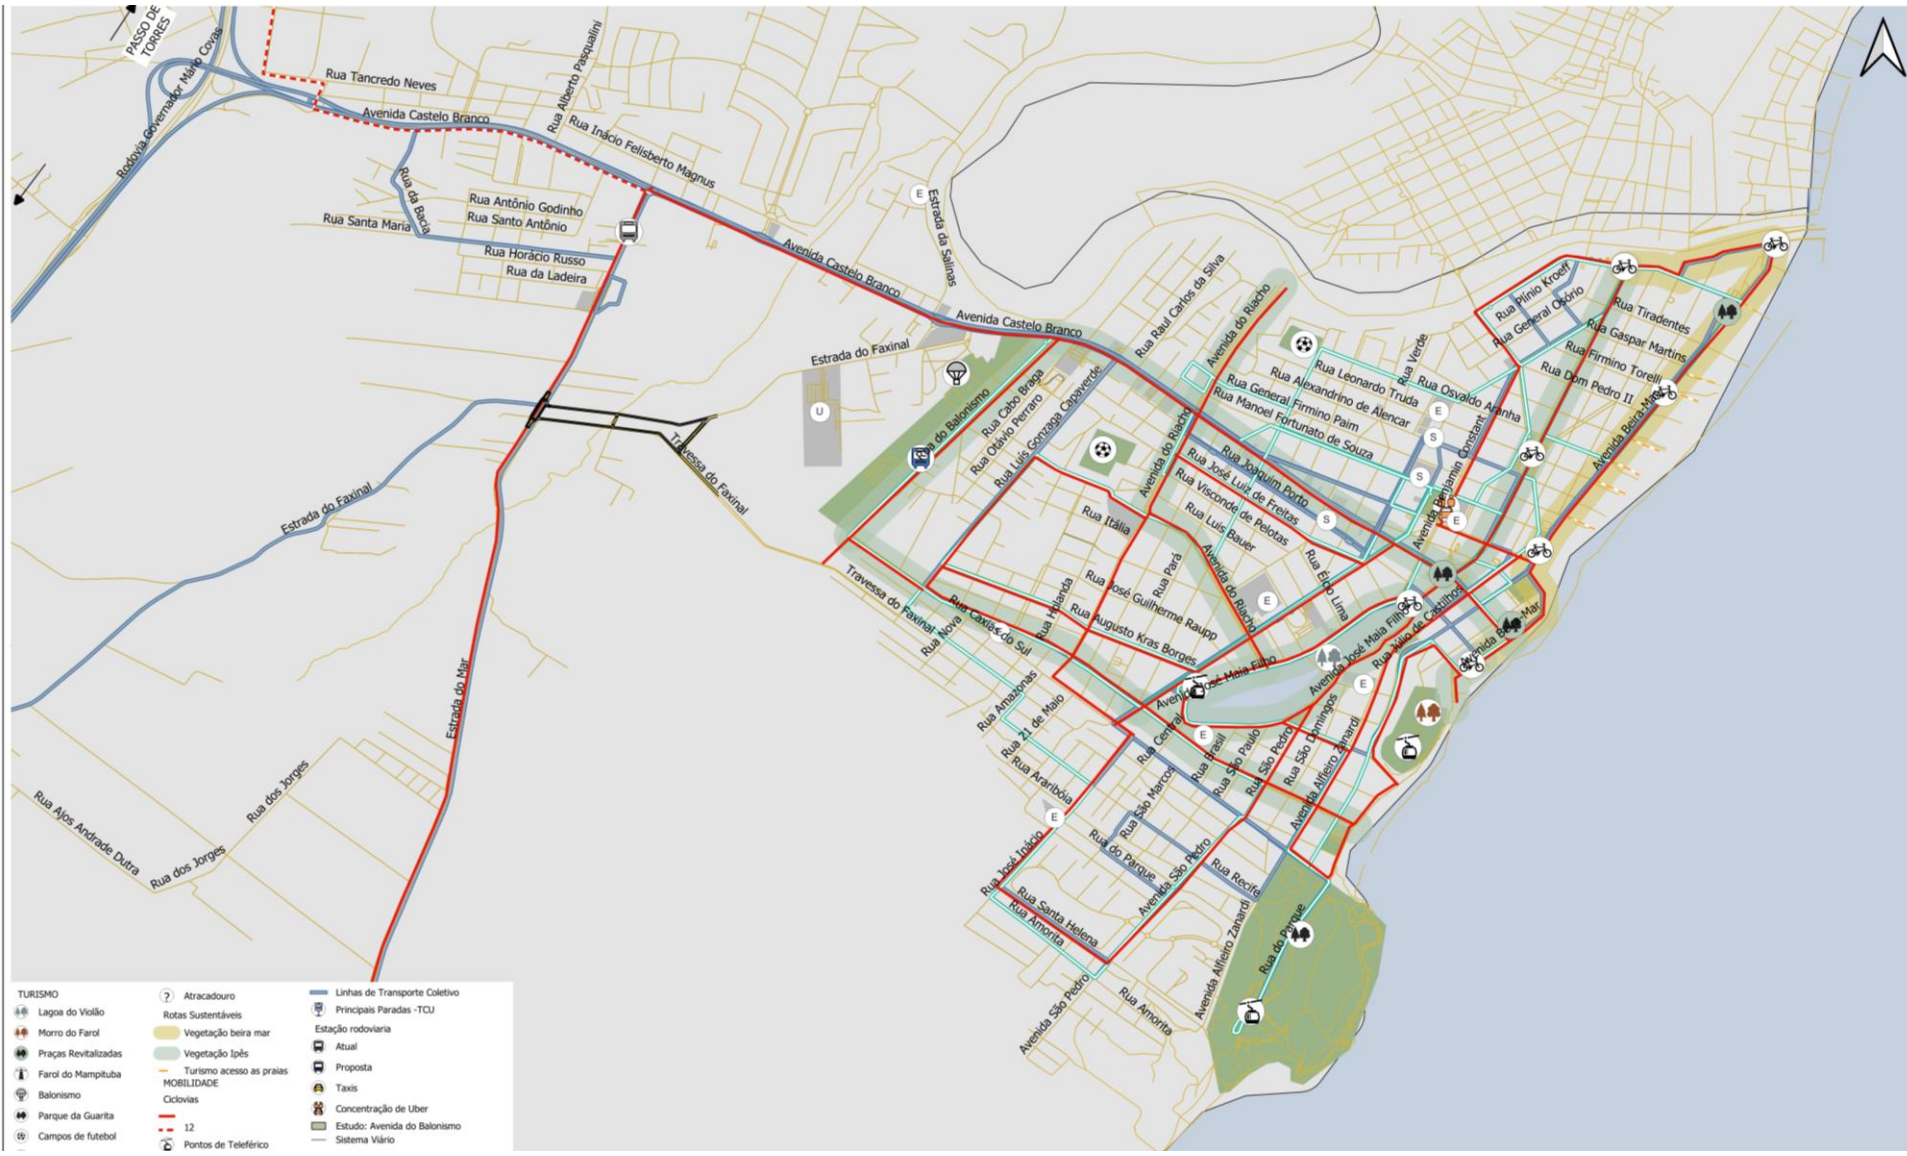 PASSO DE
TORRES
Rodovia Governador Mário Covas
Rua Tancredo Neves
Avenida Castelo Branco
Rua Alberto Pasqualini
Rua Inácio Felisberto Magnus
Rua da Bacia
Rua Antônio Godinho
Rua Santo Antônio
Rua Santa Maria
Rua Horácio Russo
Rua da Ladeira
E
Estrada da Salinas
Avenida Castelo Branco
Avenida Castelo Branco
Estrada do Faxinal
U
Rua Raul Carlos da Silva
Avenida do Riacho
Rua Plínio Kroeff
Rua General Osório
Rua Tiradentes
Rua Gaspar Martins
Rua Firmino Torelli
Rua Dom Pedro II
Rua Verde
Rua Leonardo Truda
Rua Osvaldo Aranha
Rua Alexandrino de Alencar
Rua General Firmino Paim
Rua Manoel Fortunato de Souza
E
S
S
E
S
Avenida Benjamin Constant
Avenida Beira-Mar
Rua do Balonismo
Rua Cabo Braga
Rua Otávio Perraro
Rua Luís Gonzaga Capaverde
Avenida do Riacho
Rua Joaquim Porto
Rua José Luiz de Freitas
Rua Visconde de Pelotas
Rua Luis Bauer
Rua Itália
Avenida do Riacho
Rua Élcio Lima
Rua Pará
Rua Holanda
Rua José Guilherme Raupp
Rua Augusto Kras Borges
E
Avenida José Maia Filho
Avenida José Maia Filho
Rua Júlio de Castilhos
Avenida Beira-Mar
E
Estrada do Faxinal
Travessa do Faxinal
Travessa do Faxinal
Rua Nova
Rua Caxias do Sul
Rua Amazonas
Rua 21 de Maio
Rua Araribóia
Rua Central
E
Rua Brasil
Rua São Paulo
Rua São Pedro
Rua São Domingos
Avenida Alfieiro Zanardi
Avenida Alfieiro Zanardi
Rua São Marcos
E
Rua do Parque
Rua José Inácio
Rua Santa Helena
Rua Amorita
Avenida São Pedro
Rua Recife
Avenida São Pedro
Rua Amorita
Rua do Parque
Estrada do Mar
Rua dos Jorges
Rua dos Jorges
Rua Ajos Andrade Dutra
TURISMO
Lagoa do Violão
Morro do Farol
Praças Revitalizadas
Farol do Mampituba
Balonismo
Parque da Guarita
Campos de futebol
? Atracadouro
Rotas Sustentáveis
Vegetação beira mar
Vegetação Ipês
Turismo acesso as praias
MOBILIDADE
Ciclovias
12
Pontos de Teleférico
Linhas de Transporte Coletivo
Principais Paradas -TCU
Estação rodoviaria
Atual
Proposta
Taxis
Concentração de Uber
Estudo: Avenida do Balonismo
Sistema Viário